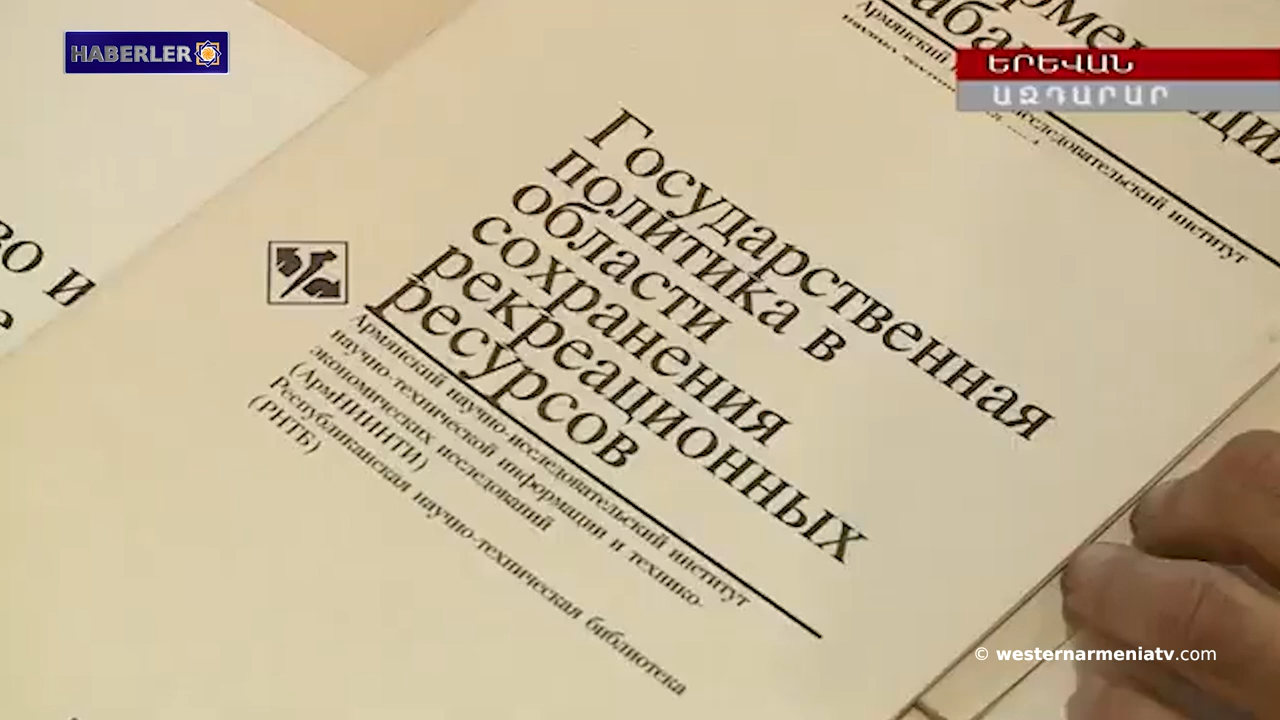 HABERLER
ԵՐԵՎԱՆ
ԱԶԴԱՐԱՐ
Армянский
исследовательский институт
во и
Государственная
политика в
области
сохранения
рекреационных
ресурсов
Армянский научно-исследовательский институт
научно-технической информации и технико-
экономических исследований
(АрмНИИНТИ)
Республиканская научно-техническая библиотека
(РНТБ)
© westernarmeniatv.com